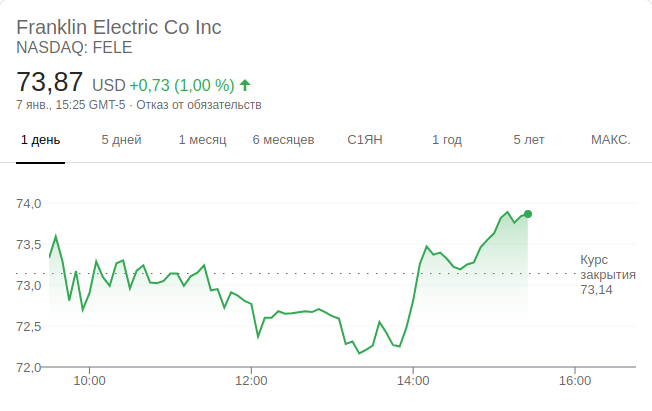 Franklin Electric Co Inc
NASDAQ: FELE
73,87 USD +0,73 (1,00 %)
7 янв., 15:25 GMT-5 · Отказ от обязательств
1 день 5 дней 1 месяц 6 месяцев С1ЯН 1 год 5 лет МАКС.
74,0
73,5
Курс
закрытия
73,14
73,0
72,5
72,0
10:00 12:00 14:00 16:00